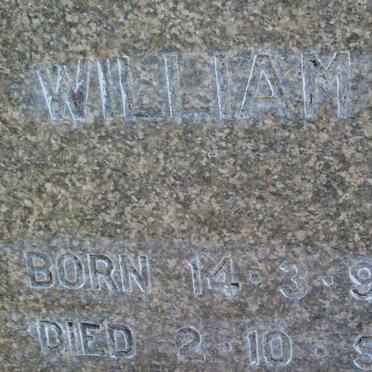 WILLIAM
BORN 14·3·9
DIED 2·10·